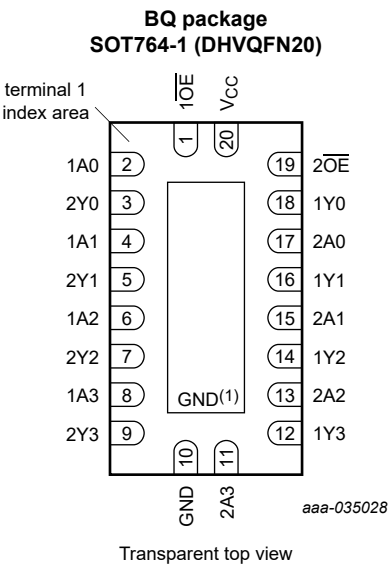 BQ package
SOT764-1 (DHVQFN20)
terminal 1
index area
1OE
VCC
1
20
1A0 2 19 2OE
2Y0 3 18 1Y0
1A1 4 17 2A0
2Y1 5 16 1Y1
1A2 6 15 2A1
2Y2 7 14 1Y2
1A3 8 GND(1) 13 2A2
2Y3 9 12 1Y3
10
11
GND
2A3
aaa-035028
Transparent top view